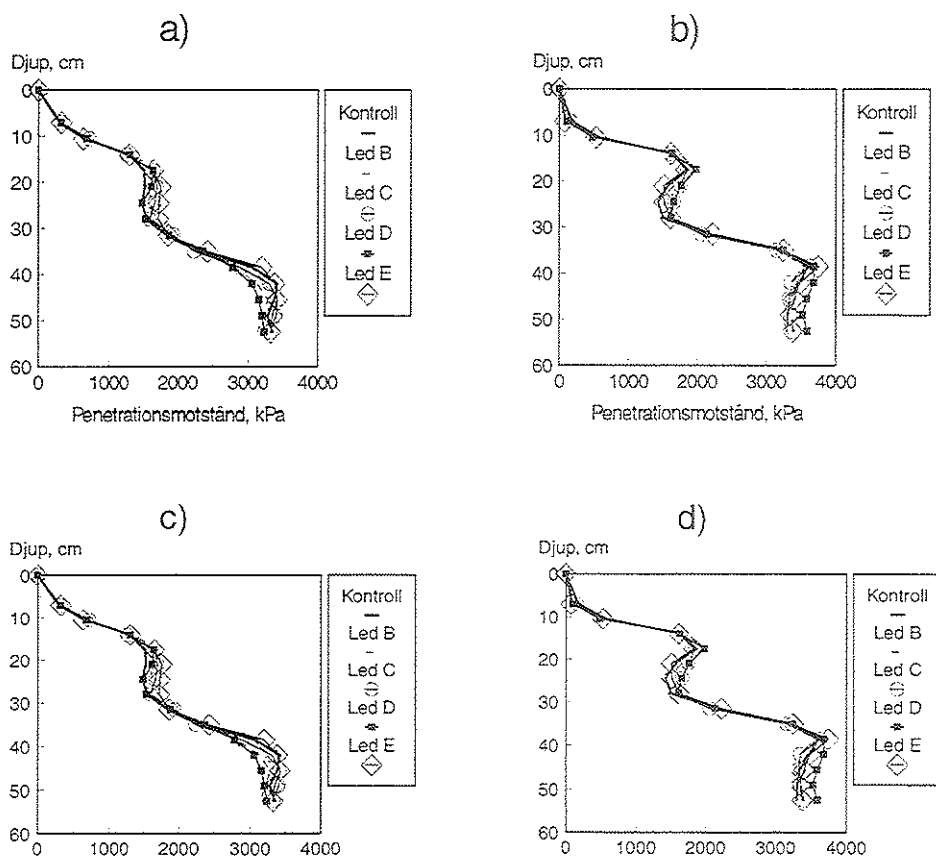 a)
Djup, cm
0
10
20
30
40
50
60
0 1000 2000 3000 4000
Penetrationsmotstånd, kPa
Kontroll
Led B
Led C
Led D
Led E
b)
Djup, cm
0
10
20
30
40
50
60
0 1000 2000 3000 4000
Penetrationsmotstånd, kPa
Kontroll
Led B
Led C
Led D
Led E
c)
Djup, cm
0
10
20
30
40
50
60
0 1000 2000 3000 4000
Kontroll
Led B
Led C
Led D
Led E
d)
Djup, cm
0
10
20
30
40
50
60
0 1000 2000 3000 4000
Kontroll
Led B
Led C
Led D
Led E